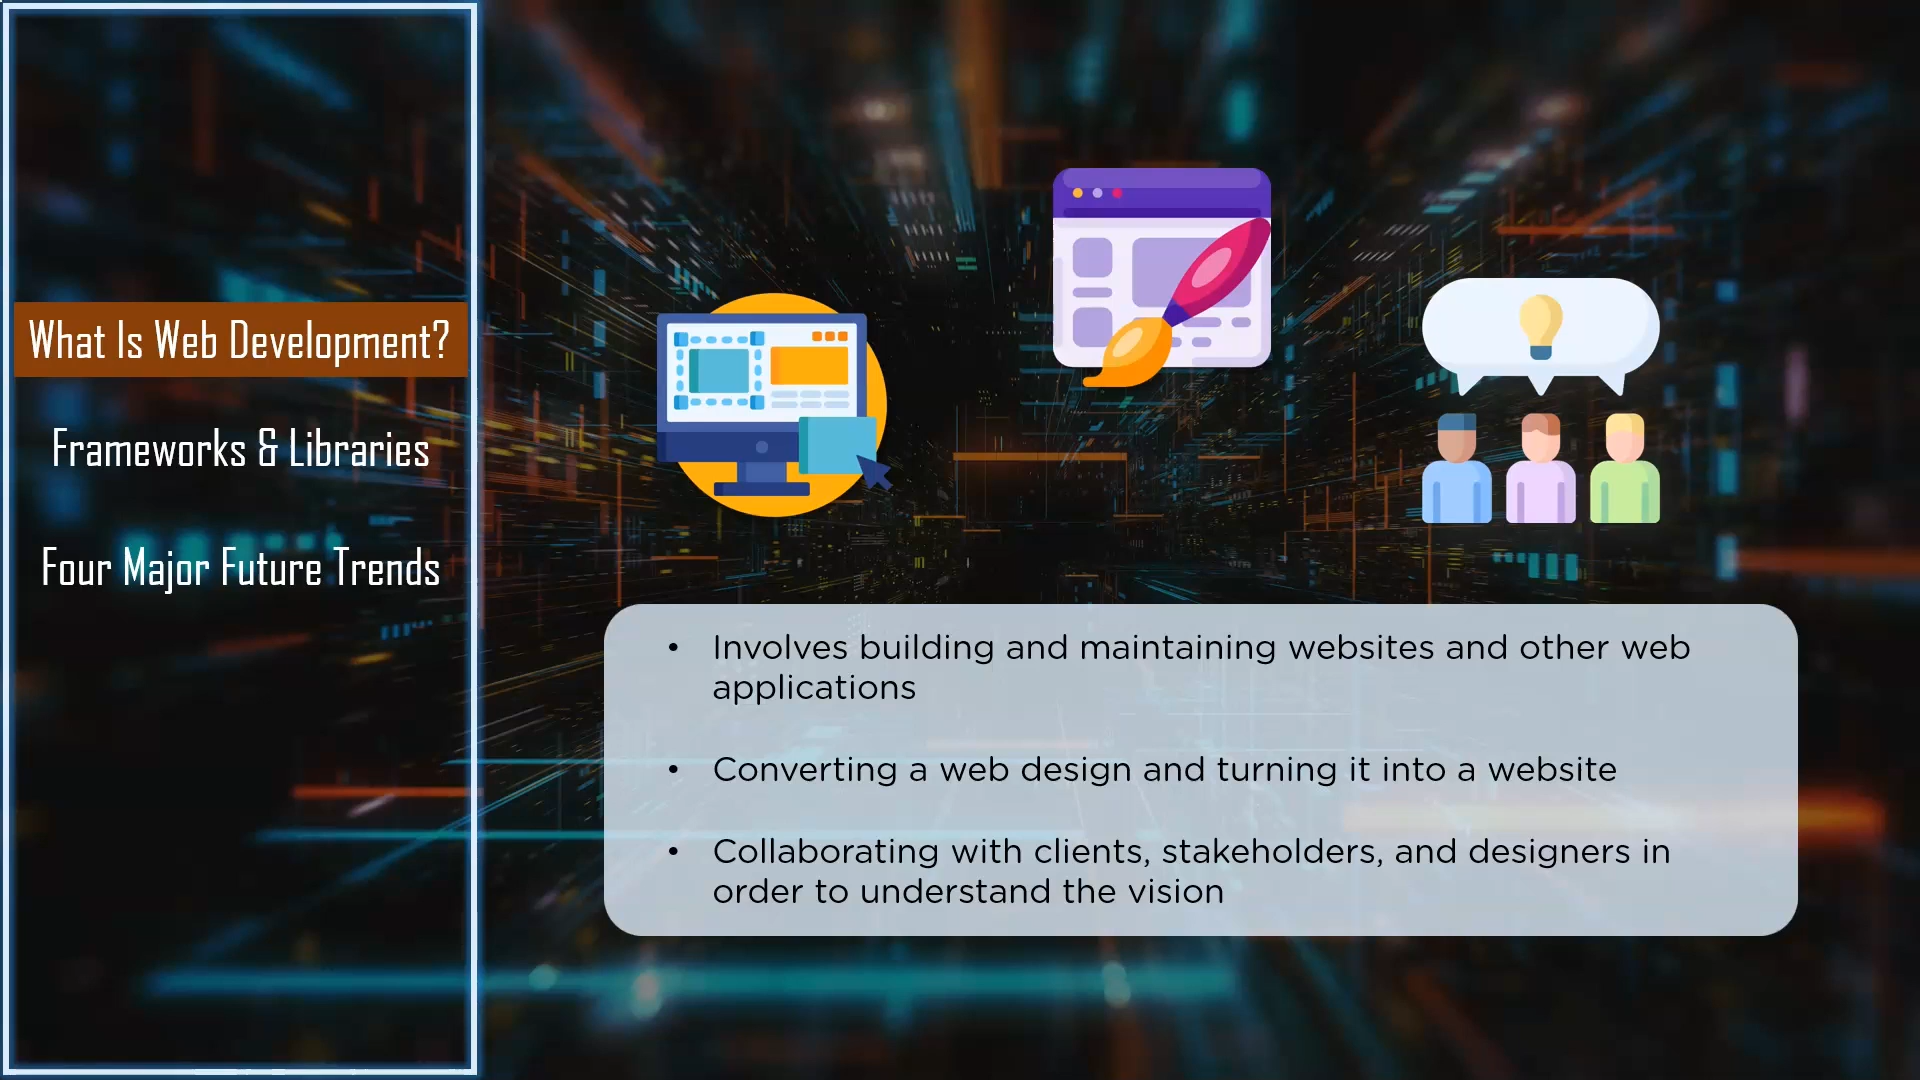 What Is Web Development?
Frameworks & Libraries
Four Major Future Trends
• Involves building and maintaining websites and other web
applications
• Converting a web design and turning it into a website
• Collaborating with clients, stakeholders, and designers in
order to understand the vision